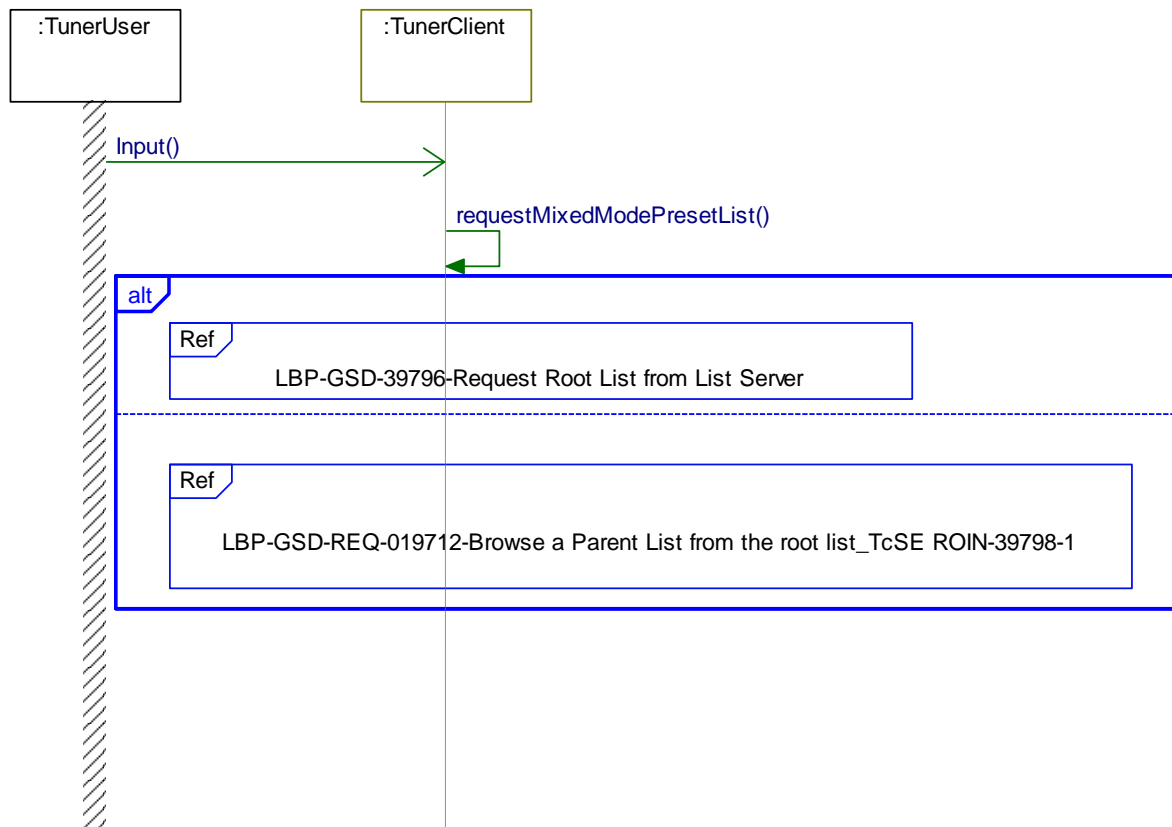 :TunerUser
:TunerClient
Input()
requestMixedModePresetList()
alt
Ref
LBP-GSD-39796-Request Root List from List Server
Ref
LBP-GSD-REQ-019712-Browse a Parent List from the root list_TcSE ROIN-39798-1